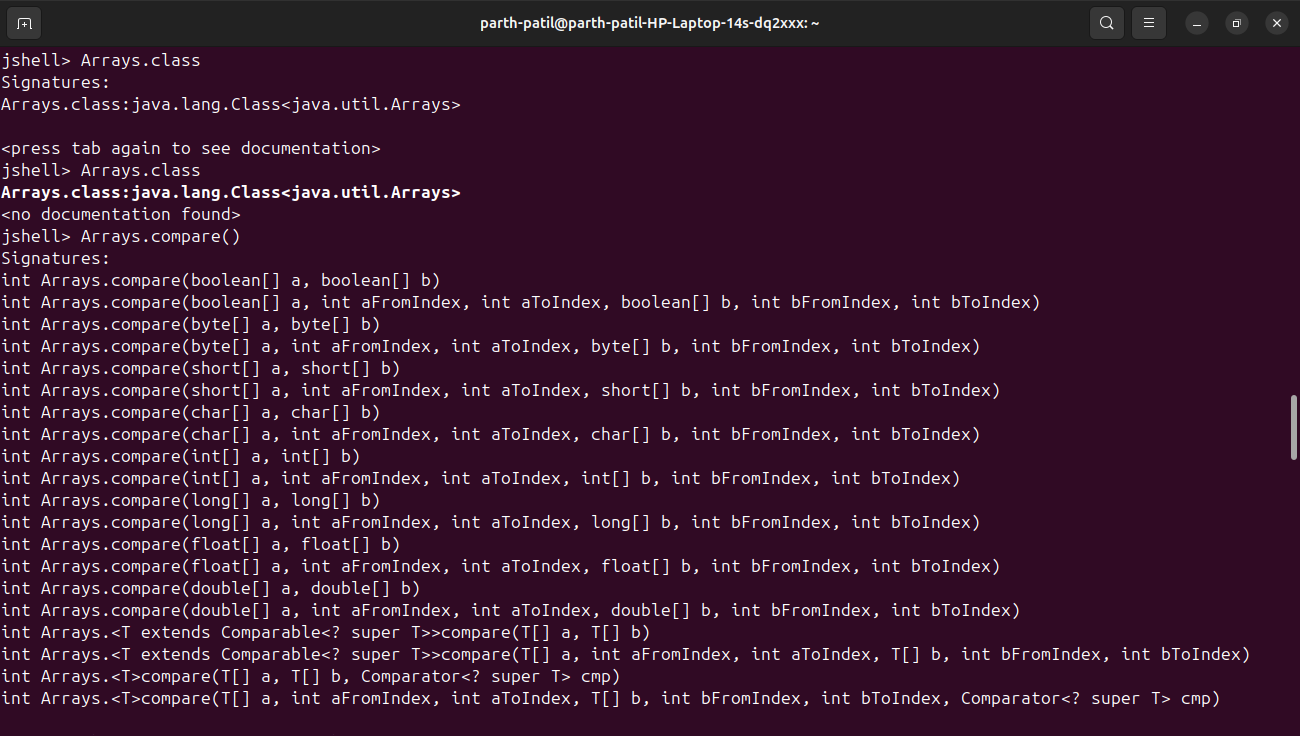 parth-patil@parth-patil-HP-Laptop-14s-dq2xxx: ~
jshell> Arrays.class
Signatures:
Arrays.class:java.lang.Class<java.util.Arrays>
<press tab again to see documentation>
jshell> Arrays.class
Arrays.class:java.lang.Class<java.util.Arrays>
<no documentation found>
jshell> Arrays.compare()
Signatures:
int Arrays.compare(boolean[] a, boolean[] b)
int Arrays.compare(boolean[] a, int aFromIndex, int aToIndex, boolean[] b, int bFromIndex, int bToIndex)
int Arrays.compare(byte[] a, byte[] b)
int Arrays.compare(byte[] a, int aFromIndex, int aToIndex, byte[] b, int bFromIndex, int bToIndex)
int Arrays.compare(short[] a, short[] b)
int Arrays.compare(short[] a, int aFromIndex, int aToIndex, short[] b, int bFromIndex, int bToIndex)
int Arrays.compare(char[] a, char[] b)
int Arrays.compare(char[] a, int aFromIndex, int aToIndex, char[] b, int bFromIndex, int bToIndex)
int Arrays.compare(int[] a, int[] b)
int Arrays.compare(int[] a, int aFromIndex, int aToIndex, int[] b, int bFromIndex, int bToIndex)
int Arrays.compare(long[] a, long[] b)
int Arrays.compare(long[] a, int aFromIndex, int aToIndex, long[] b, int bFromIndex, int bToIndex)
int Arrays.compare(float[] a, float[] b)
int Arrays.compare(float[] a, int aFromIndex, int aToIndex, float[] b, int bFromIndex, int bToIndex)
int Arrays.compare(double[] a, double[] b)
int Arrays.compare(double[] a, int aFromIndex, int aToIndex, double[] b, int bFromIndex, int bToIndex)
int Arrays.<T extends Comparable<? super T>>compare(T[] a, T[] b)
int Arrays.<T extends Comparable<? super T>>compare(T[] a, int aFromIndex, int aToIndex, T[] b, int bFromIndex, int bToIndex)
int Arrays.<T>compare(T[] a, T[] b, Comparator<? super T> cmp)
int Arrays.<T>compare(T[] a, int aFromIndex, int aToIndex, T[] b, int bFromIndex, int bToIndex, Comparator<? super T> cmp)